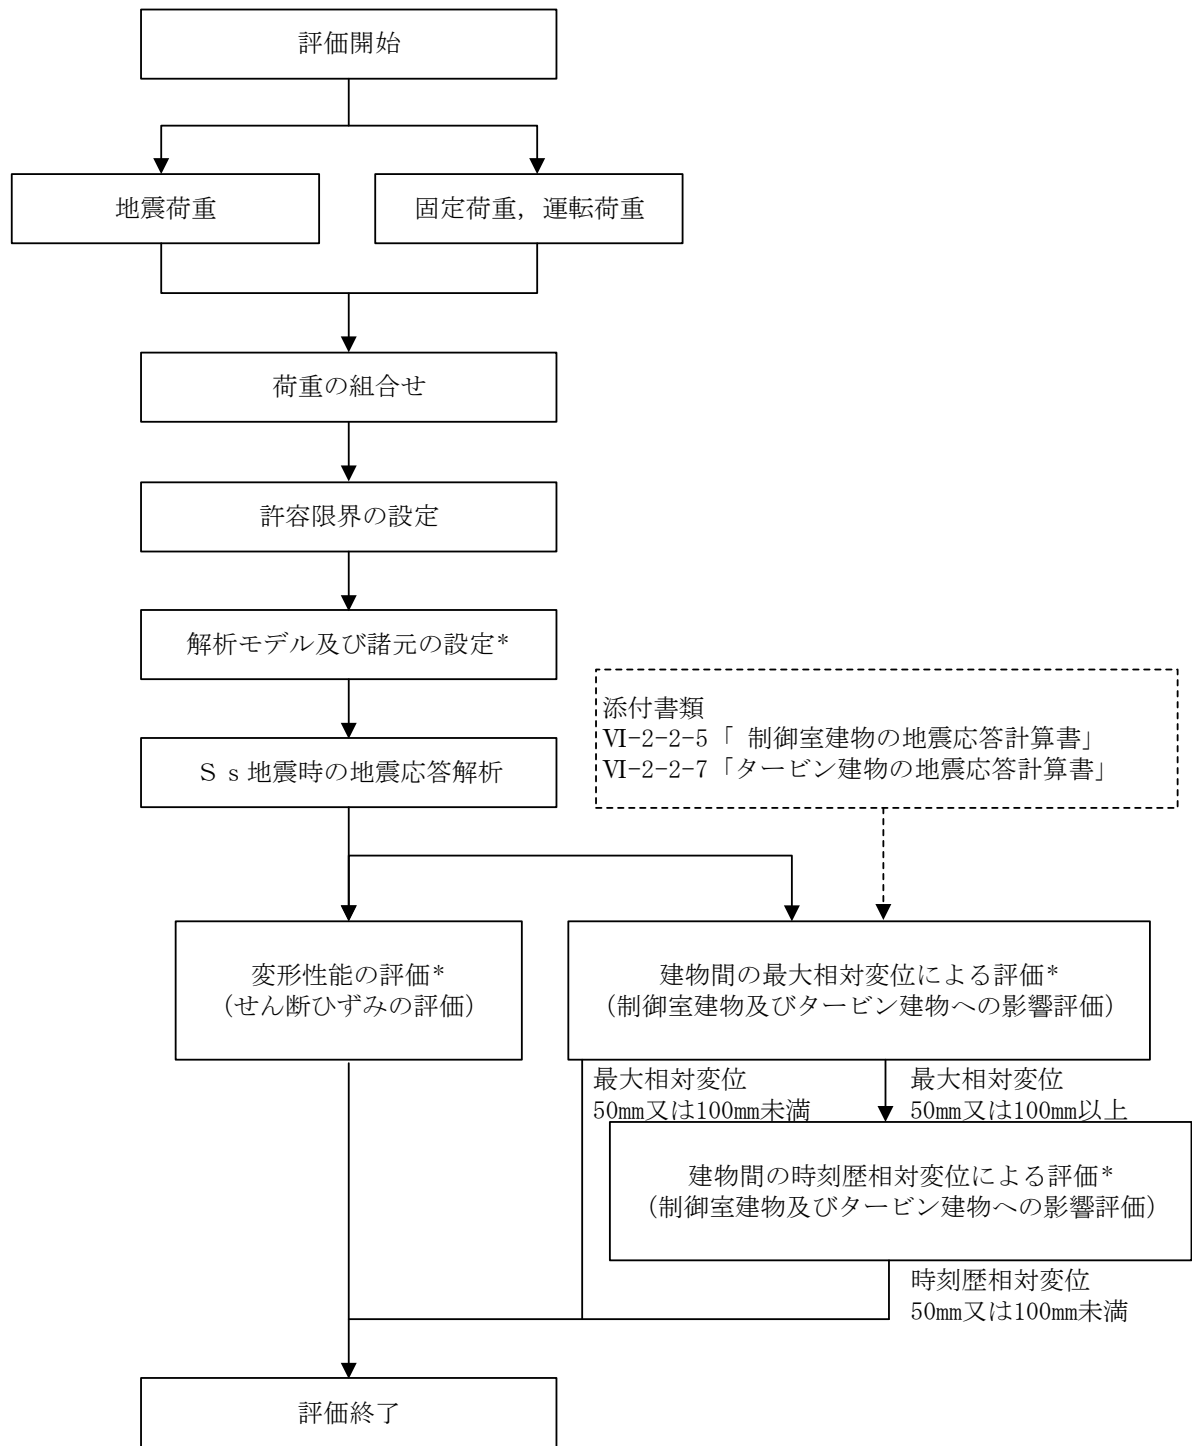 評価開始
地震荷重
固定荷重，運転荷重
荷重の組合せ
許容限界の設定
解析モデル及び諸元の設定*
Ｓｓ地震時の地震応答解析
添付書類
Ⅵ-2-2-5「 制御室建物の地震応答計算書」
Ⅵ-2-2-7「タービン建物の地震応答計算書」
変形性能の評価*
（せん断ひずみの評価）
建物間の最大相対変位による評価*
（制御室建物及びタービン建物への影響評価）
最大相対変位
50㎜又は100㎜未満
最大相対変位
50㎜又は100㎜以上
建物間の時刻歴相対変位による評価*
（制御室建物及びタービン建物への影響評価）
時刻歴相対変位
50㎜又は100㎜未満
評価終了